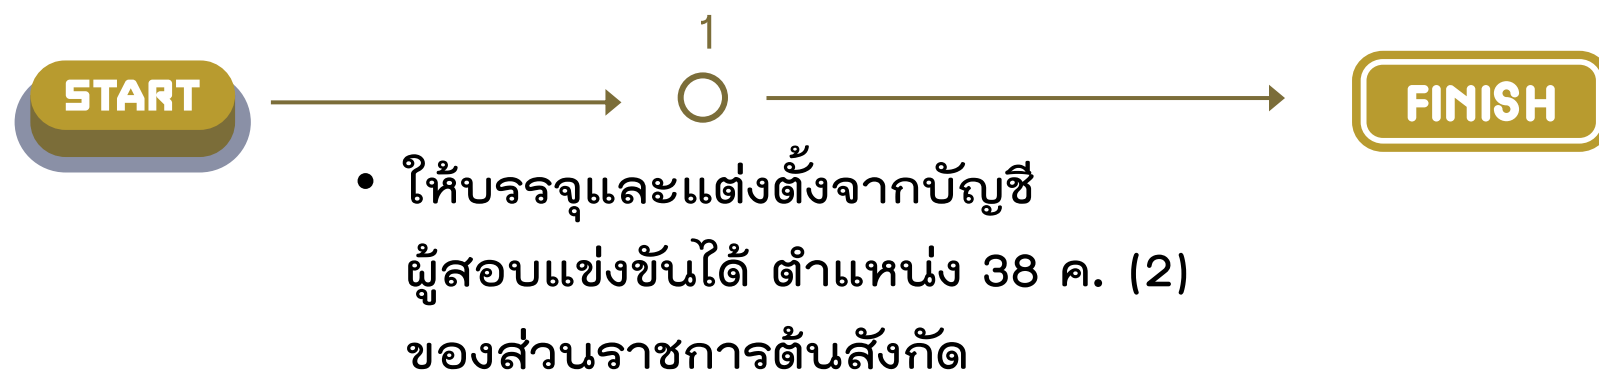 1
START
FINISH
• ให้บรรจุและแต่งตั้งจากบัญชี
ผู้สอบแข่งขันได้ ตำแหน่ง 38 ค. (2)
ของส่วนราชการต้นสังกัด